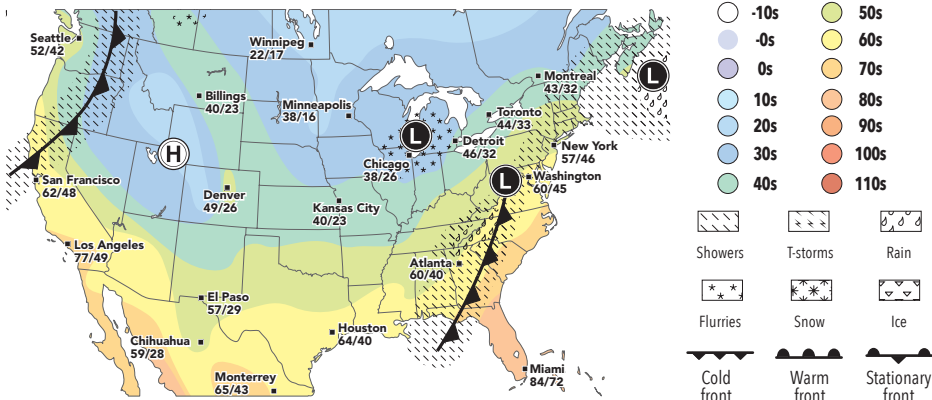 Seattle
52/42
Winnipeg
22/17
Billings
40/23
Minneapolis
38/16
Montreal
43/32
Toronto
44/33
L
L
H
Detroit
46/32
New York
57/46
Chicago
38/26
San Francisco
62/48
Denver
49/26
Kansas City
40/23
L
Washington
60/45
Los Angeles
77/49
Atlanta
60/40
El Paso
57/29
Chihuahua
59/28
Houston
64/40
Monterrey
65/43
Miami
84/72
-10s
50s
-0s
60s
0s
70s
10s
80s
20s
90s
30s
100s
40s
110s
Showers
T-storms
Rain
Flurries
Snow
Ice
Cold
front
Warm
front
Stationary
front